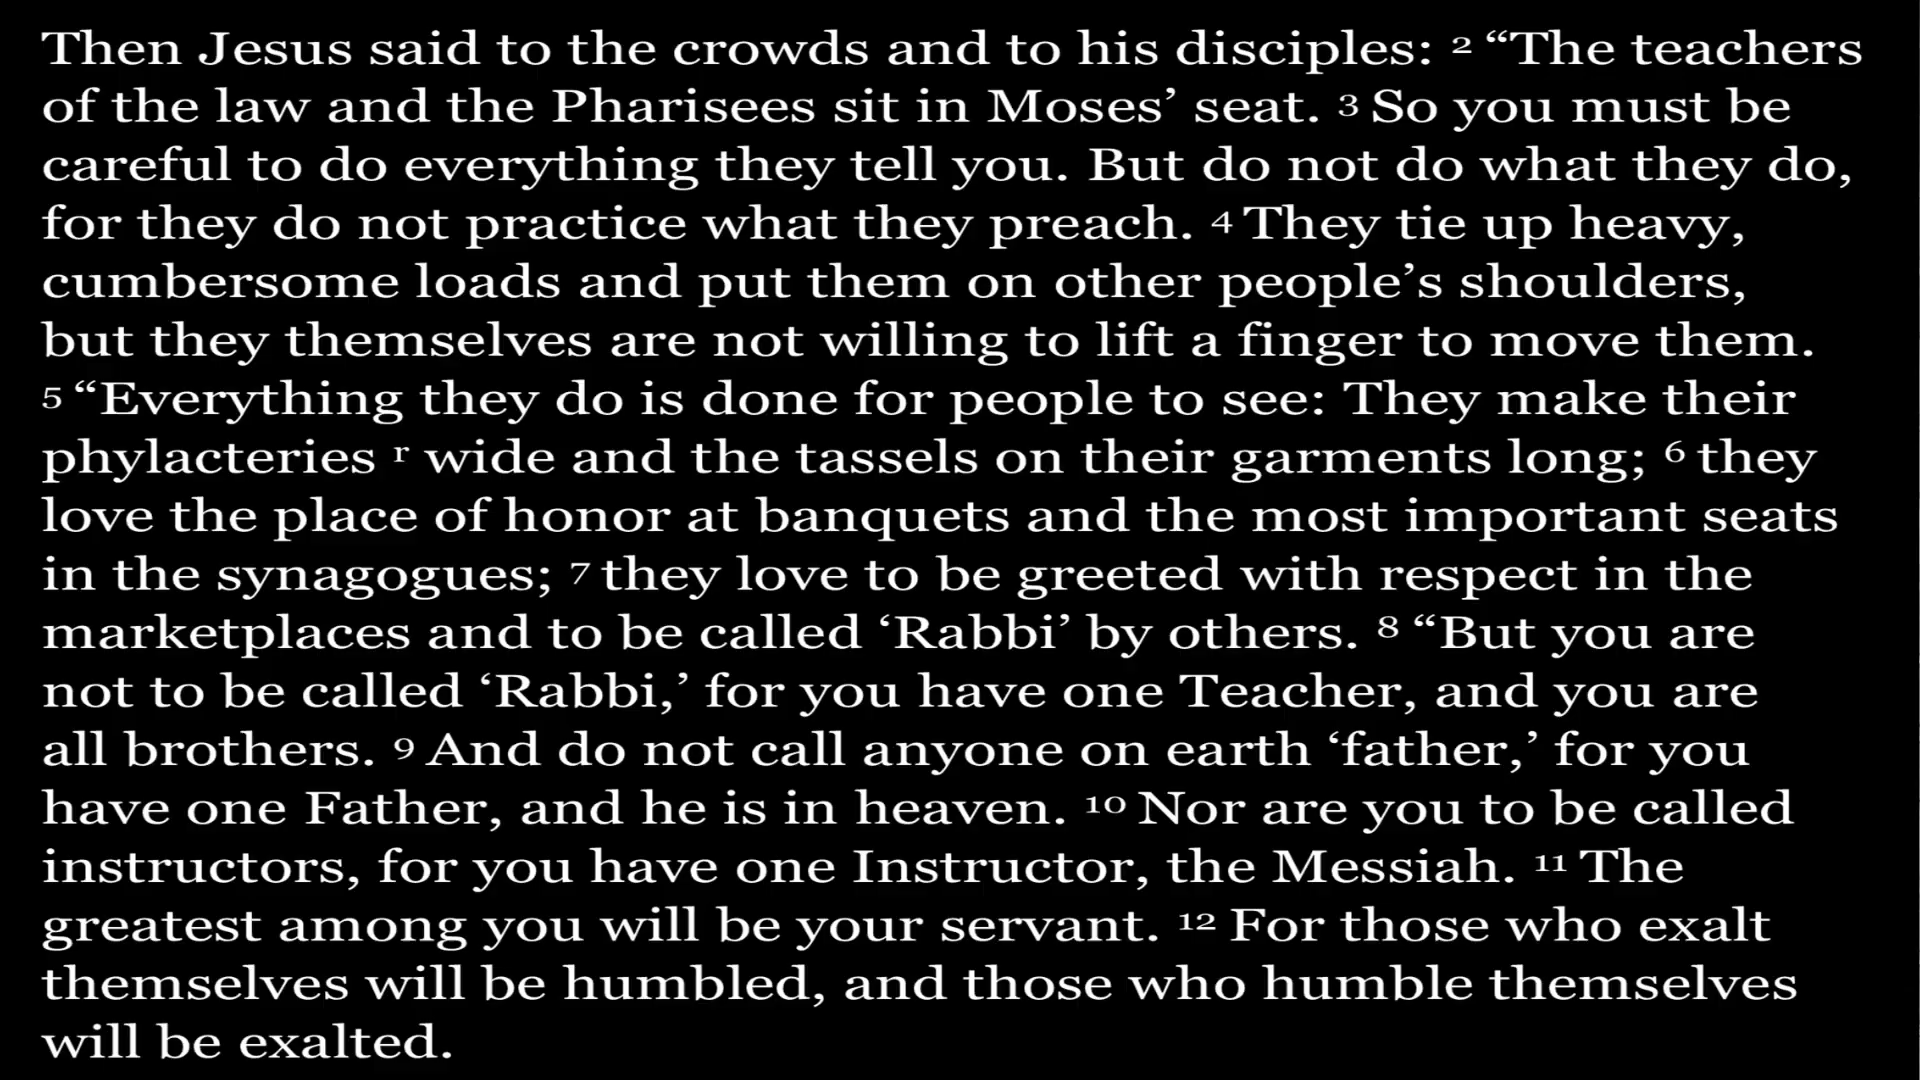 Then Jesus said to the crowds and to his disciples: 2 “The teachers
of the law and the Pharisees sit in Moses’ seat. 3 So you must be
careful to do everything they tell you. But do not do what they do,
for they do not practice what they preach. 4 They tie up heavy,
cumbersome loads and put them on other people’s shoulders,
but they themselves are not willing to lift a finger to move them.
5 “Everything they do is done for people to see: They make their
phylacteries r wide and the tassels on their garments long; 6 they
love the place of honor at banquets and the most important seats
in the synagogues; 7 they love to be greeted with respect in the
marketplaces and to be called ‘Rabbi’ by others. 8 “But you are
not to be called ‘Rabbi,’ for you have one Teacher, and you are
all brothers. 9 And do not call anyone on earth ‘father,’ for you
have one Father, and he is in heaven. 10 Nor are you to be called
instructors, for you have one Instructor, the Messiah. 11 The
greatest among you will be your servant. 12 For those who exalt
themselves will be humbled, and those who humble themselves
will be exalted.